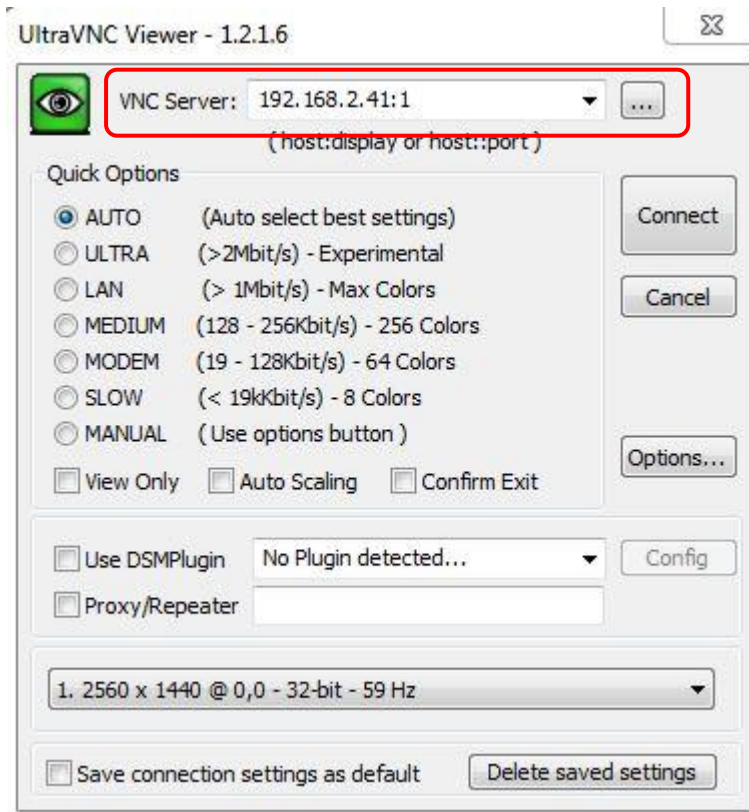 UltraVNC Viewer - 1.2.1.6
VNC Server: 192.168.2.41:1 ...
( host:display or host::port )
Quick Options
AUTO (Auto select best settings)
ULTRA (>2Mbit/s) - Experimental
LAN (> 1Mbit/s) - Max Colors
MEDIUM (128 - 256Kbit/s) - 256 Colors
MODEM (19 - 128Kbit/s) - 64 Colors
SLOW (< 19kKbit/s) - 8 Colors
MANUAL ( Use options button )
View Only Auto Scaling Confirm Exit
Connect
Cancel
Options...
Use DSMPlugin No Plugin detected... Config
Proxy/Repeater
1. 2560 x 1440 @ 0,0 - 32-bit - 59 Hz
Save connection settings as default Delete saved settings